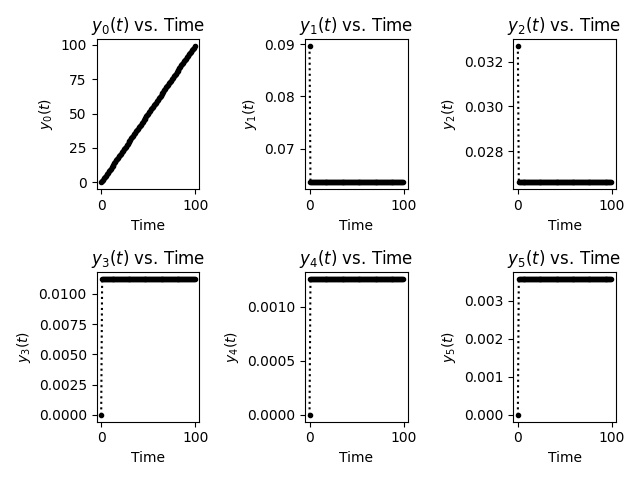 y₀(t) vs. Time
100
75
50
25
0
y₀(t)
0
100
Time
y₁(t) vs. Time
0.09
0.08
0.07
y₁(t)
0
100
Time
y₂(t) vs. Time
0.032
0.030
0.028
y₂(t)
0
100
Time
y₃(t) vs. Time
0.0100
0.0075
0.0050
0.0025
0.0000
y₃(t)
0
100
Time
y₄(t) vs. Time
0.0010
0.0005
0.0000
y₄(t)
0
100
Time
y₅(t) vs. Time
0.003
0.002
0.001
0.000
y₅(t)
0
100
Time